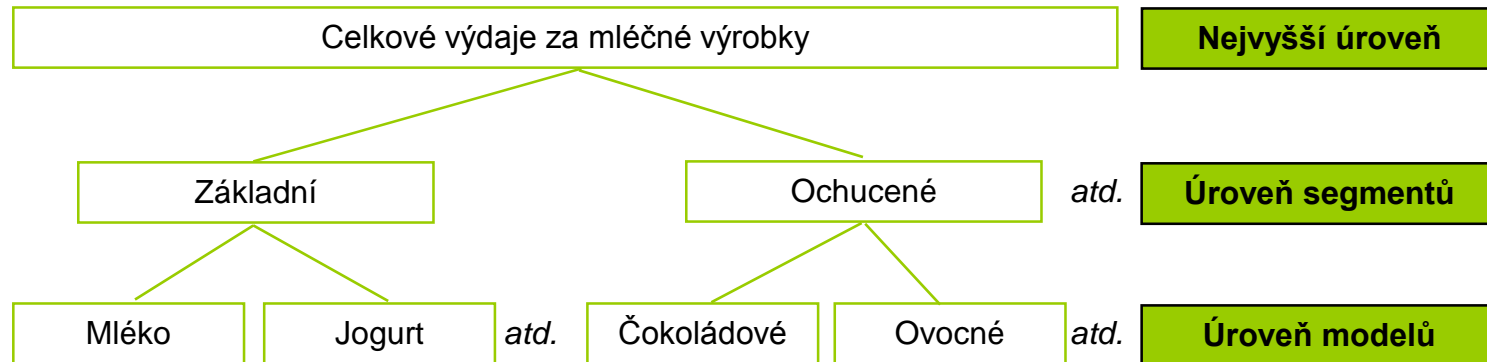 Celkové výdaje za mléčné výrobky
Nejvyšší úroveň
Základní
Ochucené
atd.
Úroveň segmentů
Mléko
Jogurt
atd.
Čokoládové
Ovocné
atd.
Úroveň modelů